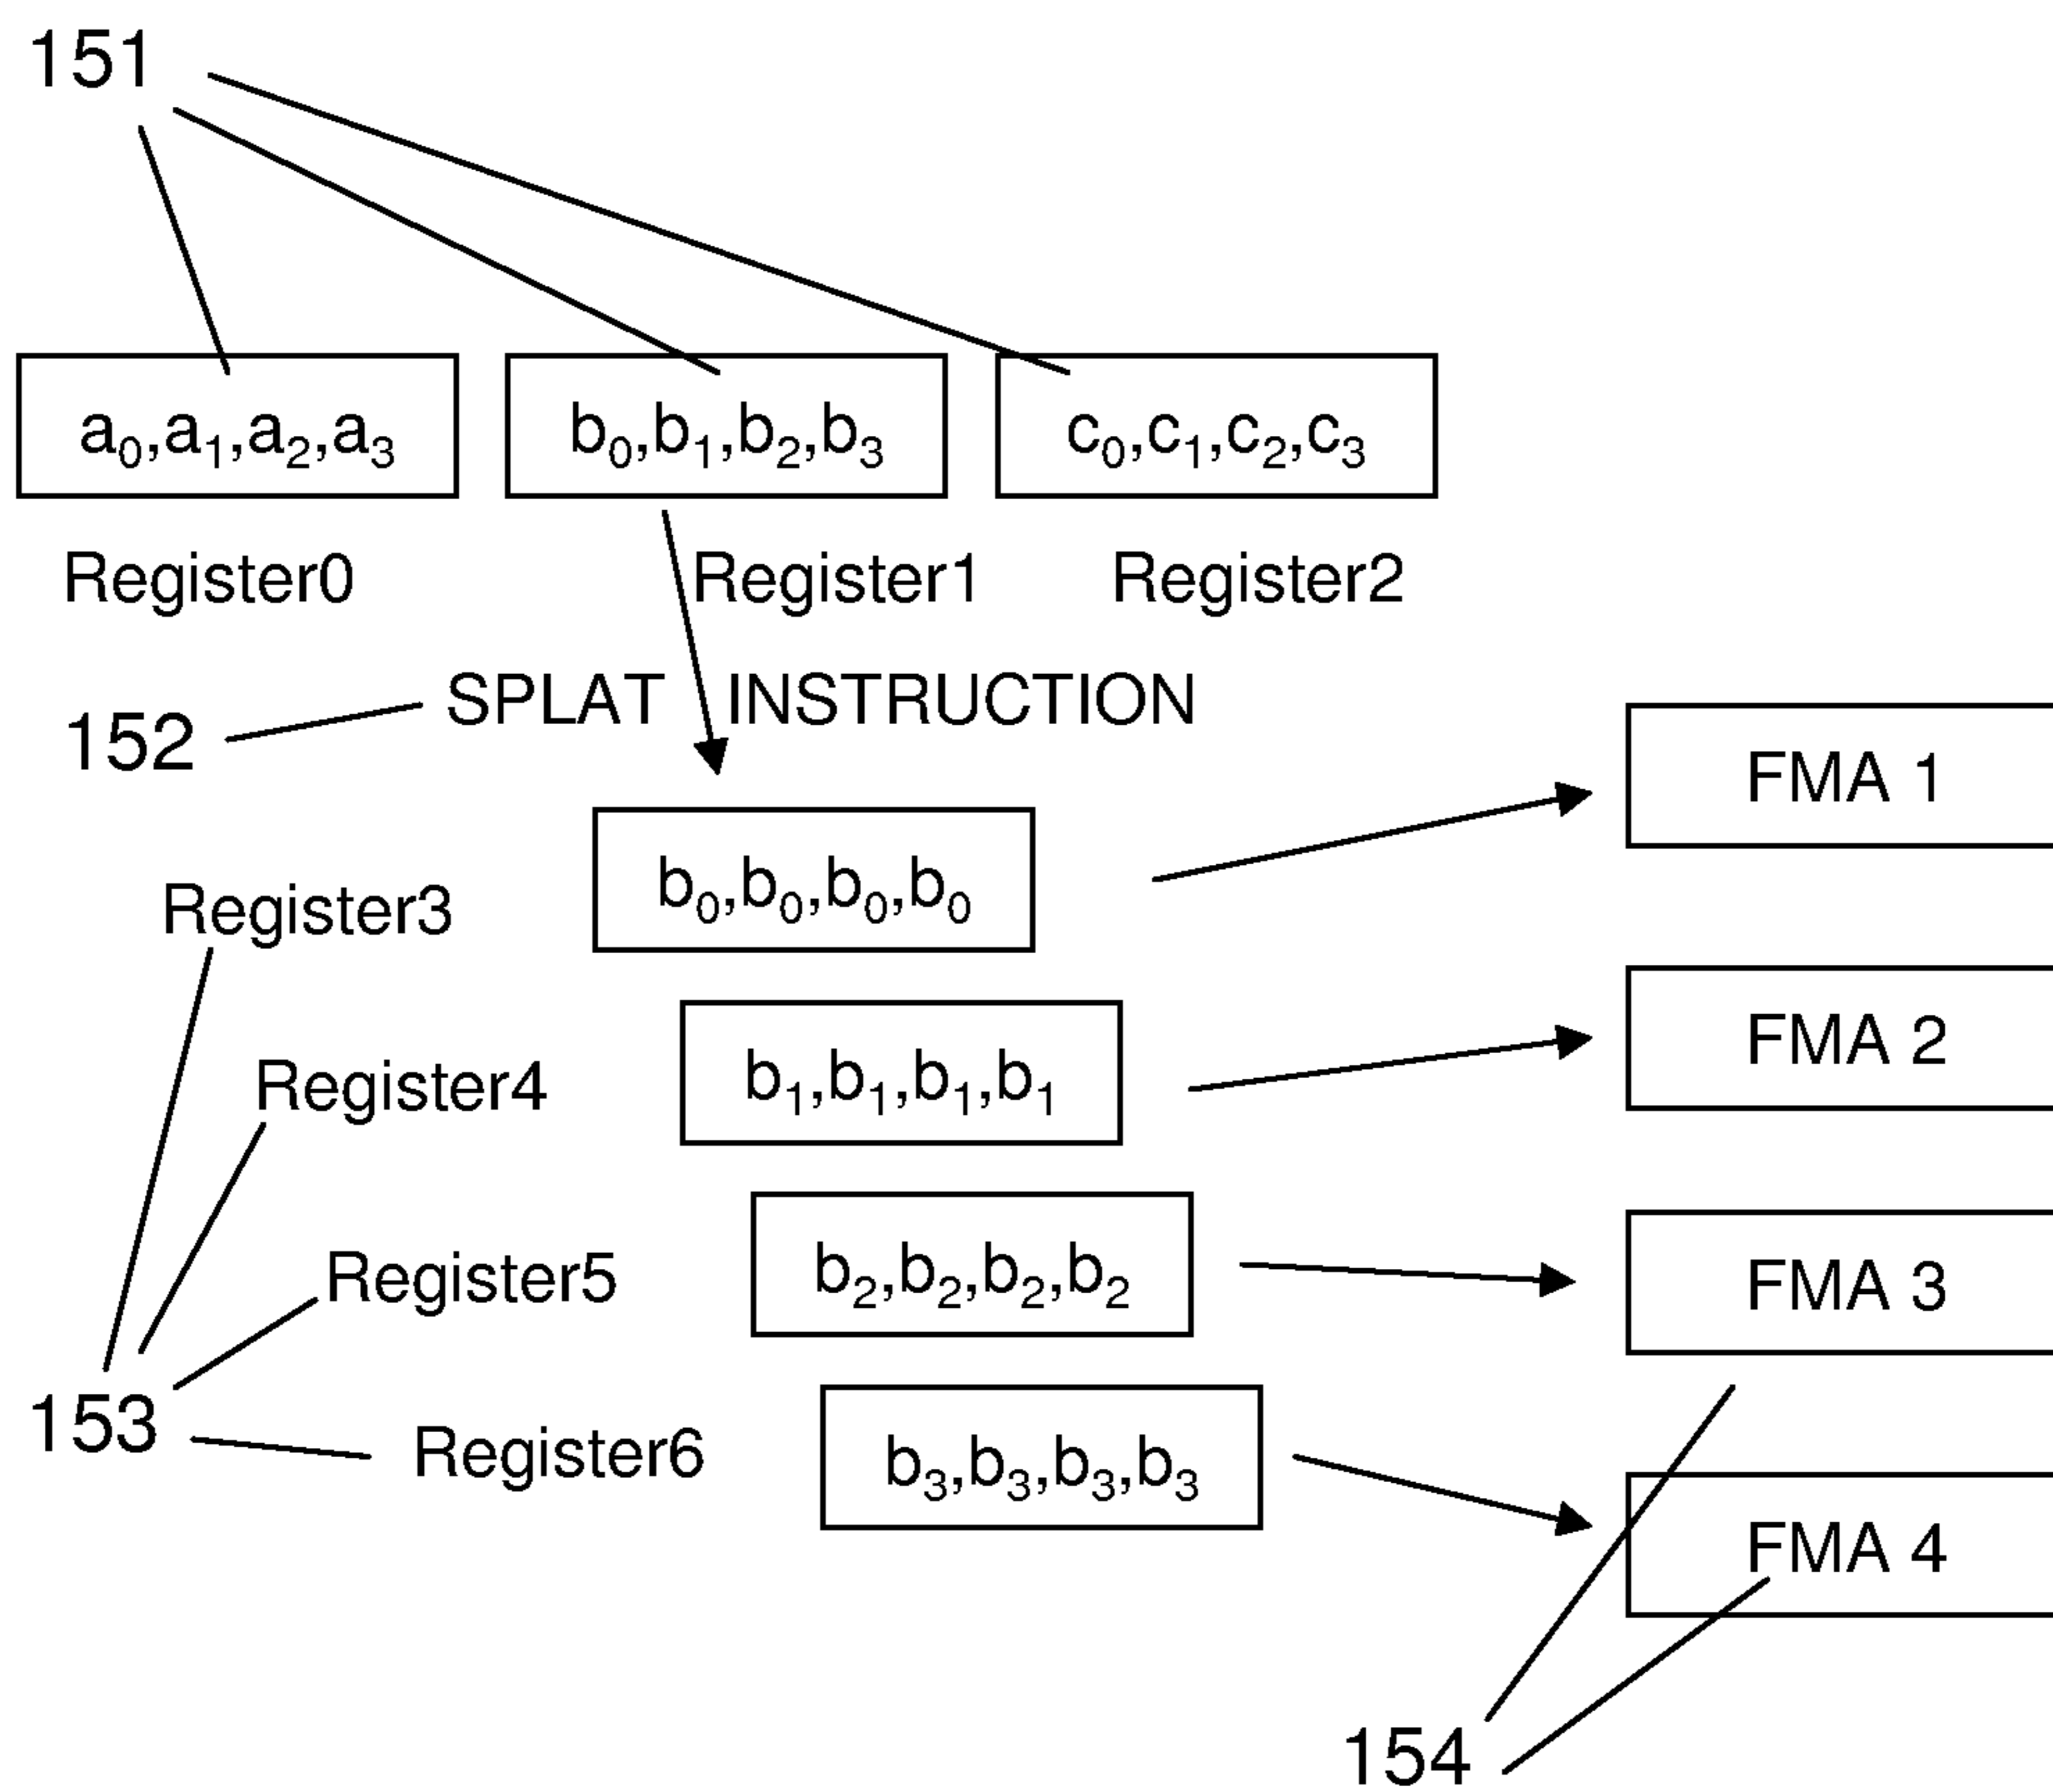 151
a₀,a₁,a₂,a₃
b₀,b₁,b₂,b₃
c₀,c₁,c₂,c₃
Register0
Register1
Register2
SPLAT INSTRUCTION
152
FMA 1
b₀,b₀,b₀,b₀
Register3
FMA 2
Register4
b₁,b₁,b₁,b₁
Register5
b₂,b₂,b₂,b₂
FMA 3
153
Register6
b₃,b₃,b₃,b₃
FMA 4
154